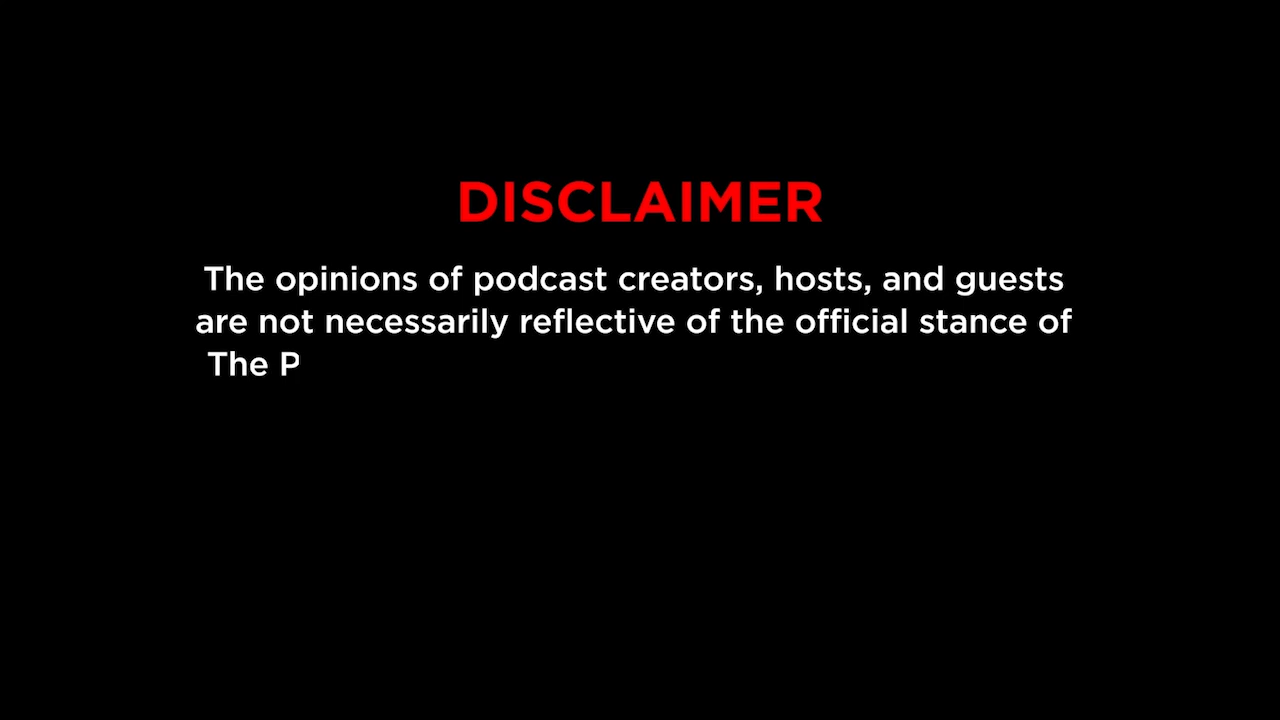 DISCLAIMER
The opinions of podcast creators, hosts, and guests
are not necessarily reflective of the official stance of
The P